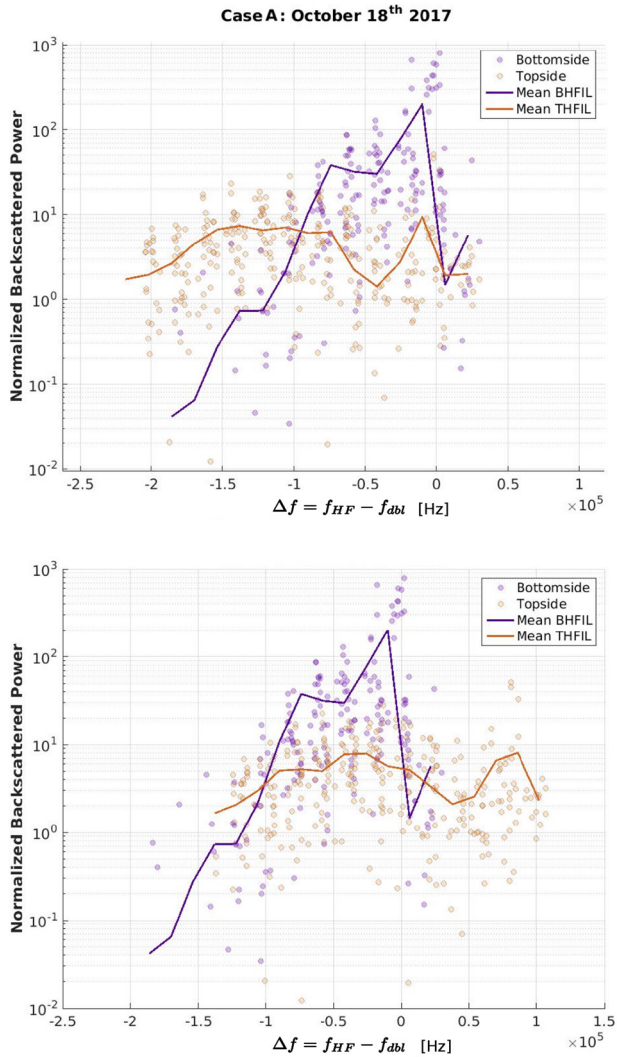 Case A: October 18th 2017
Normalized Backscattered Power
10^3
10^2
10^1
10^0
10^-1
10^-2
Bottomside
Topside
Mean BHFIL
Mean THFIL
-2.5 -2 -1.5 -1 -0.5 0 0.5 1
Δf = f_HF − f_dbl [Hz] ×10^5
Normalized Backscattered Power
10^3
10^2
10^1
10^0
10^-1
10^-2
Bottomside
Topside
Mean BHFIL
Mean THFIL
-2.5 -2 -1.5 -1 -0.5 0 0.5 1 1.5
Δf = f_HF − f_dbl [Hz] ×10^5